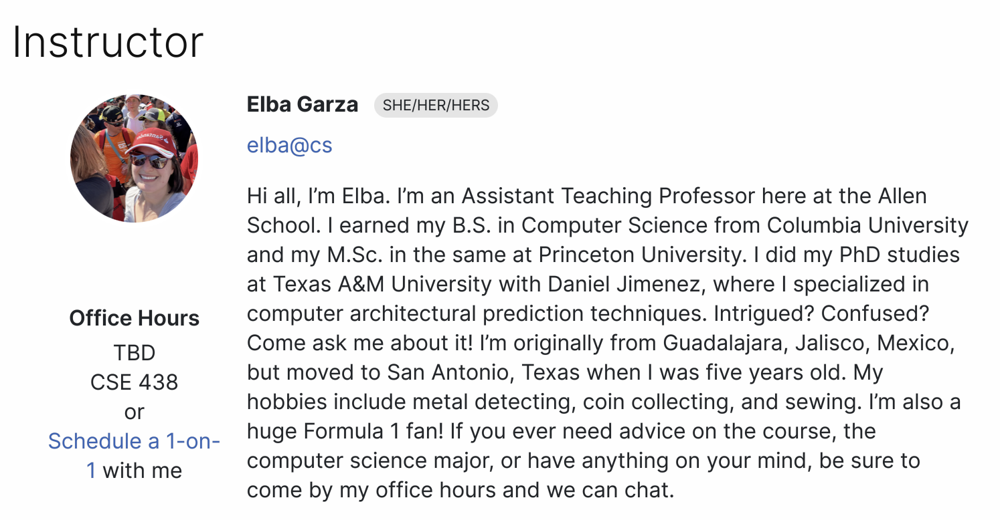 Instructor
Elba Garza SHE/HER/HERS
elba@cs
Hi all, I’m Elba. I’m an Assistant Teaching Professor here at the Allen
School. I earned my B.S. in Computer Science from Columbia University
and my M.Sc. in the same at Princeton University. I did my PhD studies
at Texas A&M University with Daniel Jimenez, where I specialized in
computer architectural prediction techniques. Intrigued? Confused?
Come ask me about it! I’m originally from Guadalajara, Jalisco, Mexico,
but moved to San Antonio, Texas when I was five years old. My
hobbies include metal detecting, coin collecting, and sewing. I’m also a
huge Formula 1 fan! If you ever need advice on the course, the
computer science major, or have anything on your mind, be sure to
come by my office hours and we can chat.
Office Hours
TBD
CSE 438
or
Schedule a 1-on-
1 with me